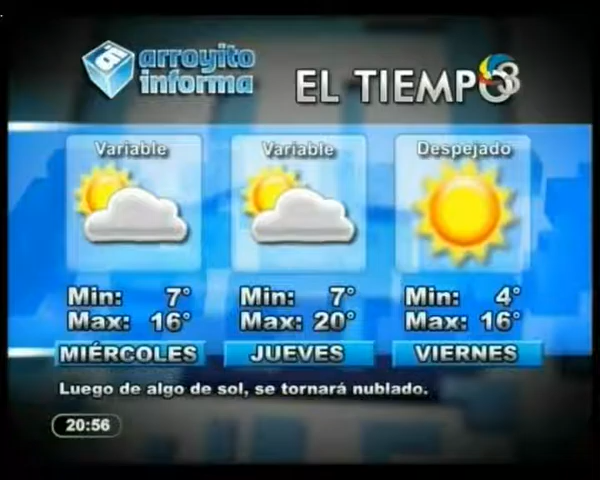 arroyito
informa
EL TIEMPO
Variable
Variable
Despejado
Min: 7°
Max: 16°
Min: 7°
Max: 20°
Min: 4°
Max: 16°
MIÉRCOLES
JUEVES
VIERNES
Luego de algo de sol, se tornará nublado.
20:56